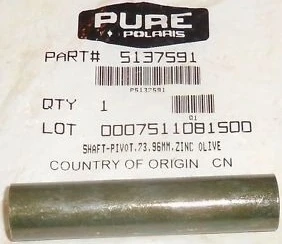 PURE
POLARIS
PART# 5137591
P5137591
QTY 1
01
LOT 0007511081500
SHAFT-PIVOT,73.96MM,ZINC OLIVE
COUNTRY OF ORIGIN CN